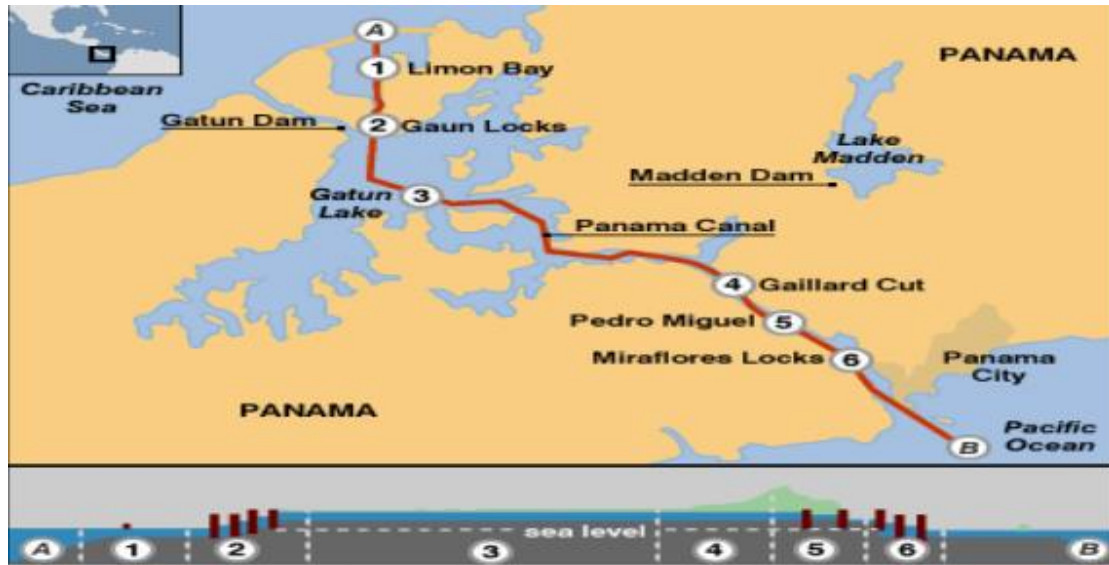 A
PANAMA
1 Limon Bay
Caribbean
Sea
Gatun Dam
2 Gaun Locks
Lake
Madden
Madden Dam
Gatun
Lake
3
Panama Canal
4 Gaillard Cut
Pedro Miguel 5
Miraflores Locks 6
Panama
City
PANAMA
Pacific
Ocean
B
sea level
A 1 2 3 4 5 6 B